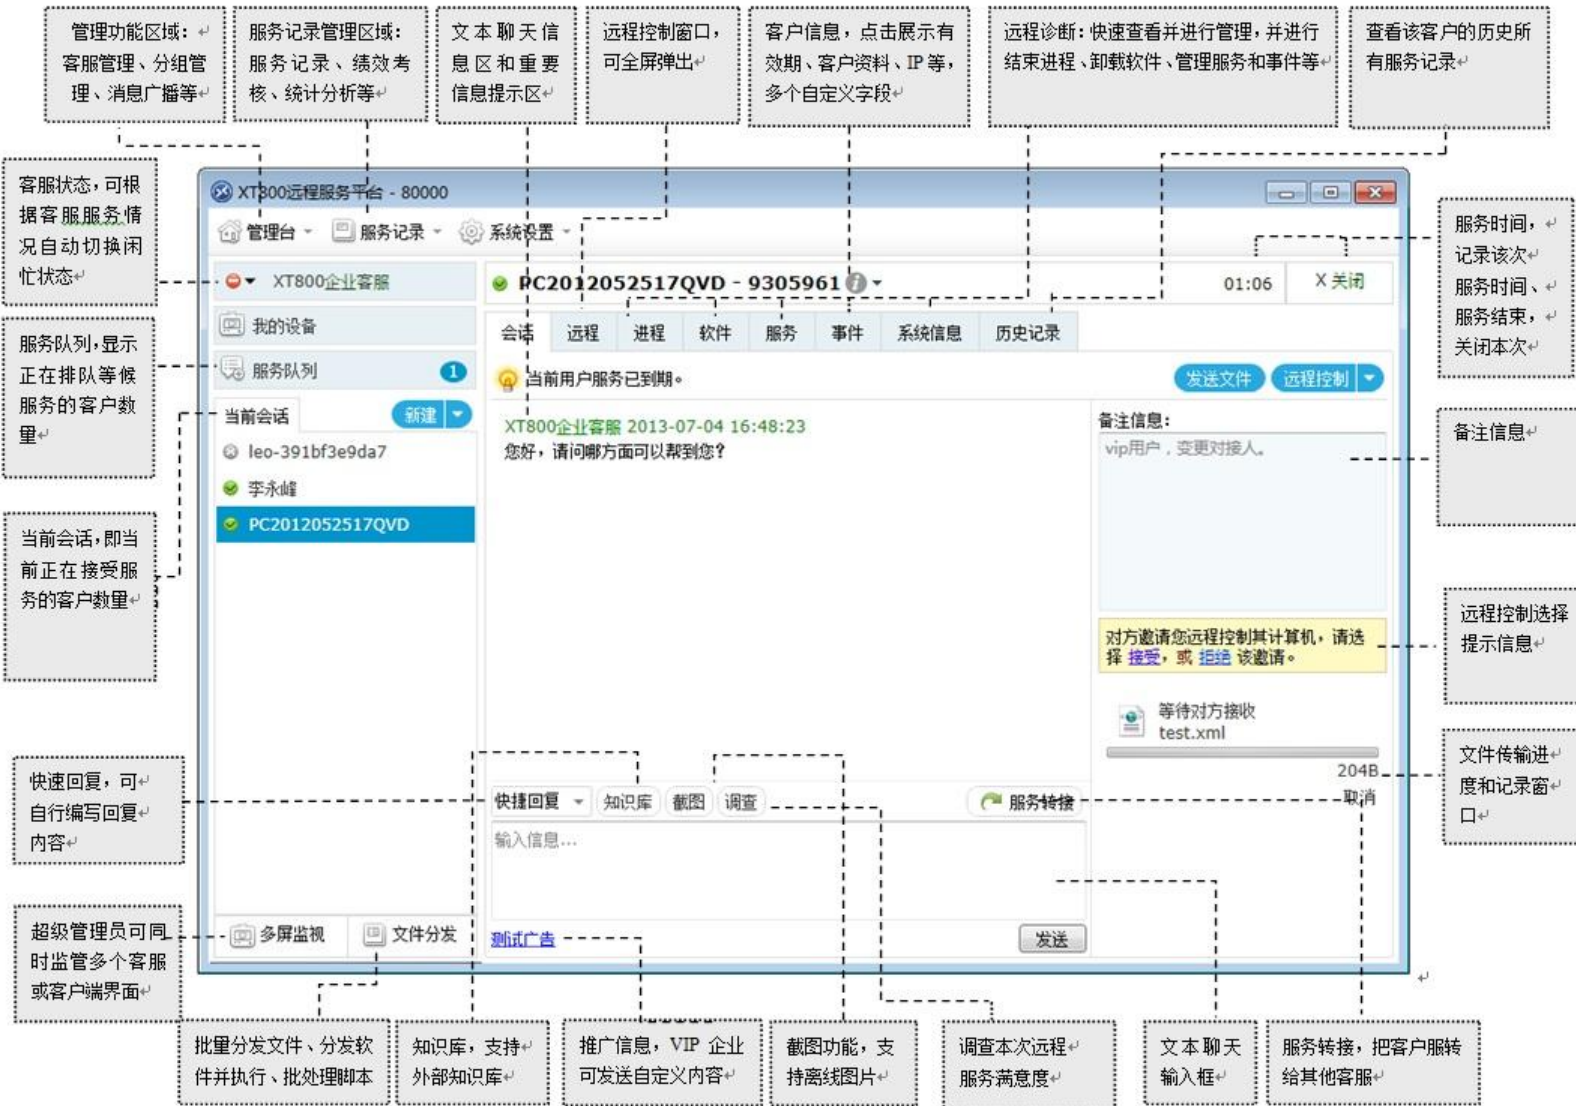 管理功能区域：
客服管理、分组管
理、消息广播等
服务记录管理区域：
服务记录、绩效考
核、统计分析等
文本聊天信
息区和重要
信息提示区
远程控制窗口，
可全屏弹出
客户信息，点击展示有
效期、客户资料、IP 等，
多个自定义字段
远程诊断：快速查看并进行管理，并进行
结束进程、卸载软件、管理服务和事件等
查看该客户的历史所
有服务记录
客服状态，可根
据客服服务情
况自动切换闲
忙状态
服务队列，显示
正在排队等候
服务的客户数
量
当前会话，即当
前正在接受服
务的客户数量
快速回复，可
自行编写回复
内容
超级管理员可同
时监管多个客服
或客户端界面
XT800远程服务平台 - 80000
管理台
服务记录
系统设置
XT800企业客服
我的设备
服务队列
1
当前会话
新建
leo-391bf3e9da7
李永峰
PC2012052517QVD
多屏监视
文件分发
PC2012052517QVD - 9305961
01:06
X 关闭
会话
远程
进程
软件
服务
事件
系统信息
历史记录
当前用户服务已到期。
发送文件
远程控制
XT800企业客服 2013-07-04 16:48:23
您好，请问哪方面可以帮到您？
备注信息：
vip用户，变更对接人。
对方邀请您远程控制其计算机，请选
择 接受，或 拒绝 该邀请。
等待对方接收
test.xml
204B
取消
快捷回复
知识库
截图
调查
服务转接
输入信息...
测试广告
发送
服务时间，
记录该次
服务时间、
服务结束，
关闭本次
备注信息
远程控制选择
提示信息
文件传输进
度和记录窗
口
批量分发文件、分发软
件并执行、批处理脚本
知识库，支持
外部知识库
推广信息，VIP 企业
可发送自定义内容
截图功能，支
持离线图片
调查本次远程
服务满意度
文本聊天
输入框
服务转接，把客户服转
给其他客服